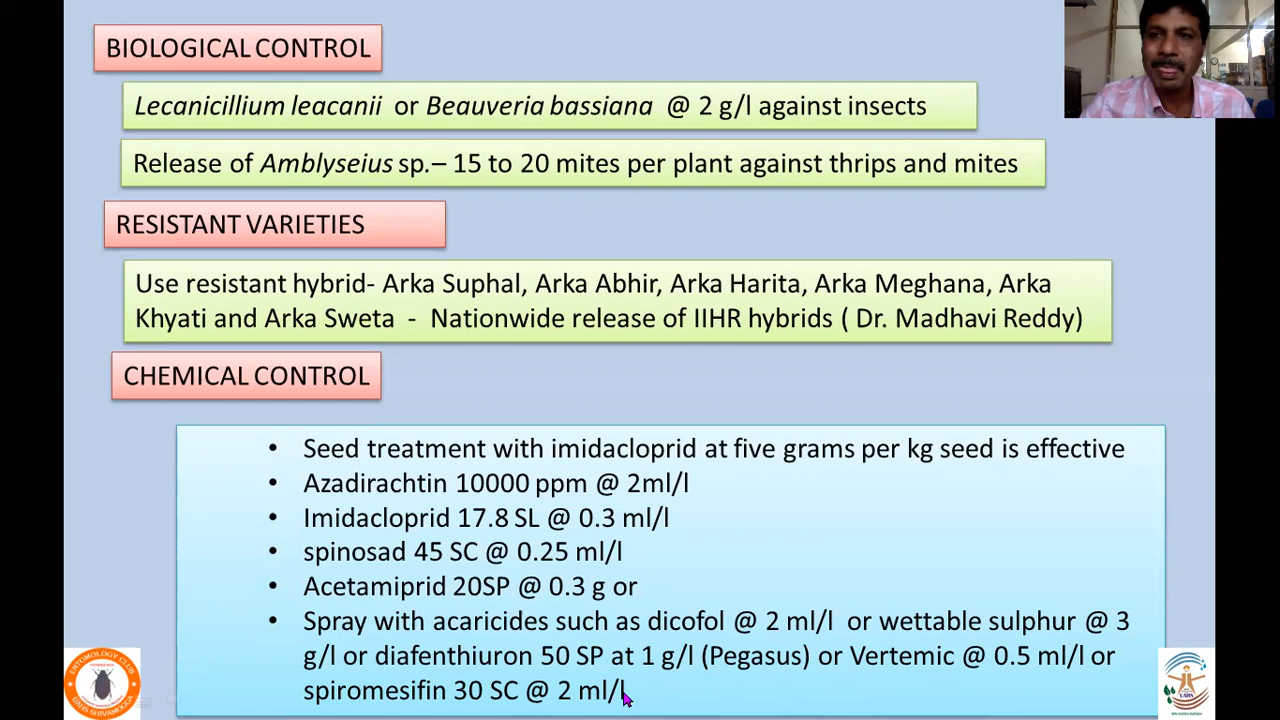 BIOLOGICAL CONTROL
Lecanicillium leacanii or Beauveria bassiana @ 2 g/l against insects
Release of Amblyseius sp.– 15 to 20 mites per plant against thrips and mites
RESISTANT VARIETIES
Use resistant hybrid- Arka Suphal, Arka Abhir, Arka Harita, Arka Meghana, Arka
Khyati and Arka Sweta - Nationwide release of IIHR hybrids ( Dr. Madhavi Reddy)
CHEMICAL CONTROL
• Seed treatment with imidacloprid at five grams per kg seed is effective
• Azadirachtin 10000 ppm @ 2ml/l
• Imidacloprid 17.8 SL @ 0.3 ml/l
• spinosad 45 SC @ 0.25 ml/l
• Acetamiprid 20SP @ 0.3 g or
• Spray with acaricides such as dicofol @ 2 ml/l or wettable sulphur @ 3
g/l or diafenthiuron 50 SP at 1 g/l (Pegasus) or Vertemic @ 0.5 ml/l or
spiromesifin 30 SC @ 2 ml/l
ENTOMOLOGY CLUB
UAHS SHIVAMOGGA
UAHS